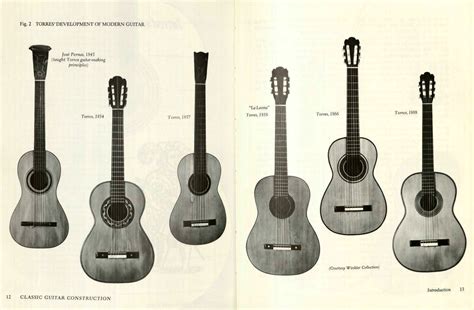 Fig. 2 TORRES' DEVELOPMENT OF MODERN GUITAR
José Pernas, 1845
(taught Torres guitar-making
principles)
Torres, 1854
Torres, 1857
"La Leona"
Torres, 1856
Torres, 1868
Torres, 1888
(Courtesy Winkler Collection)
12 CLASSIC GUITAR CONSTRUCTION
Introduction 13